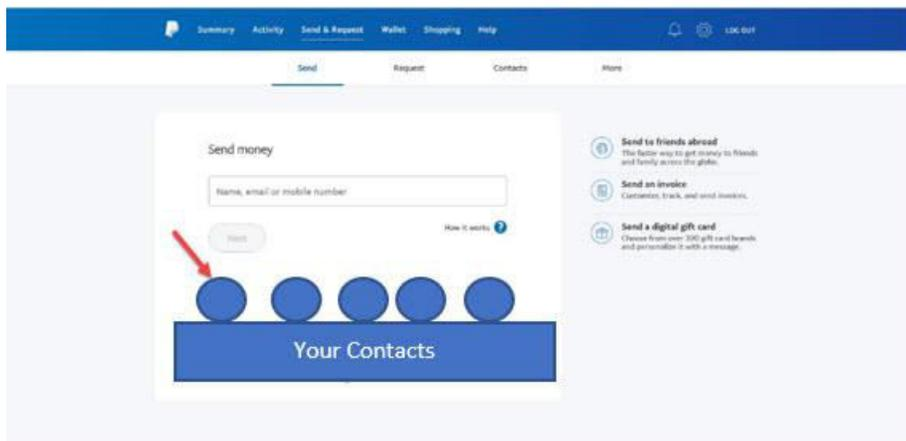 Summary Activity Send & Request Wallet Shopping Help LOG OUT
Send Request Contacts More
Send money
Name, email or mobile number
How it works ?
Next
Your Contacts
Send to friends abroad
The faster way to get money to friends
and family across the globe.
Send an invoice
Customize, track, and send invoices.
Send a digital gift card
Choose from over 100 gift card brands
and personalize it with a message.